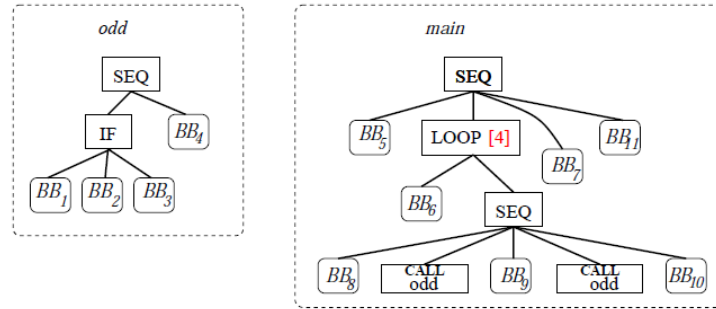 odd
main
SEQ
SEQ
IF
BB4
BB5
LOOP [4]
BB7
BB11
BB1
BB2
BB3
BB6
SEQ
BB8
CALL
odd
BB9
CALL
odd
BB10